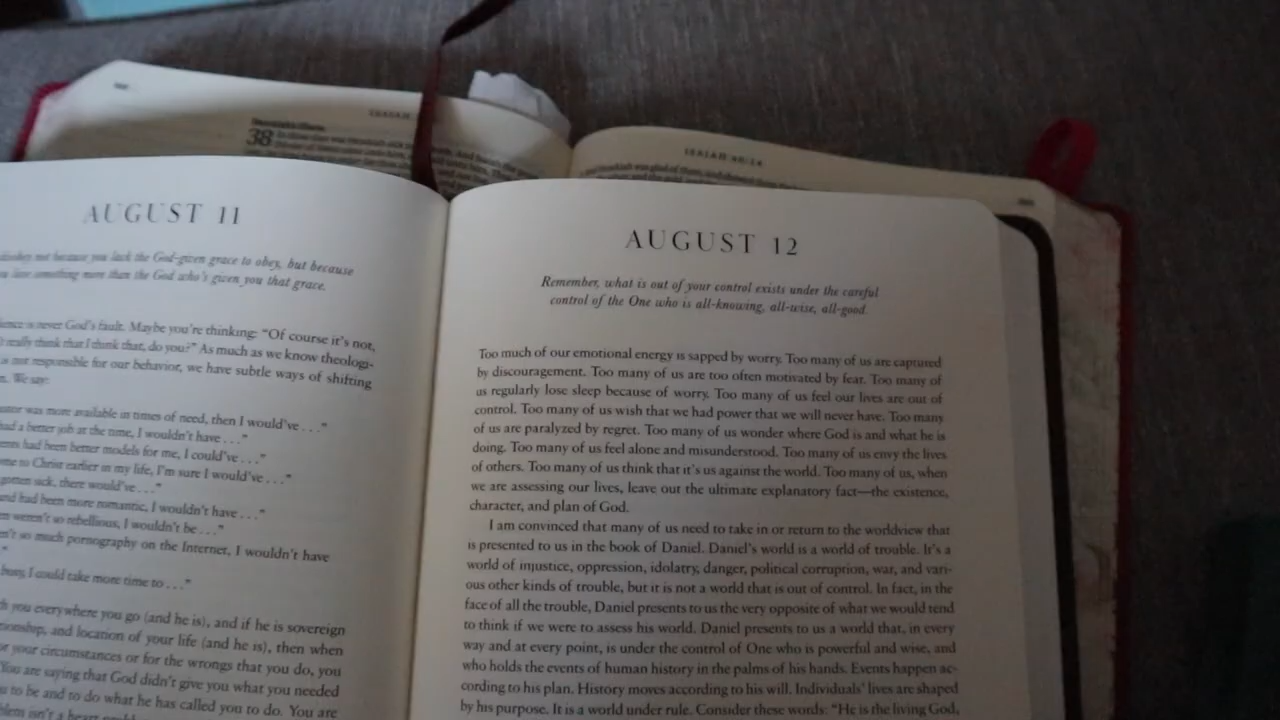 ISAIAH
38
ISAIAH
AUGUST 11
not because you lack the God-given grace to obey, but because
love something more than the God who's given you that grace.
is never God's fault. Maybe you're thinking: "Of course it's not,
really think that I think that, do you?" As much as we know theologi-
is not responsible for our behavior, we have subtle ways of shifting
We say:
was more available in times of need, then I would've . . ."
had a better job at the time, I wouldn't have . . ."
had been better models for me, I could've . . ."
to Christ earlier in my life, I'm sure I would've . . ."
gotten sick, there would've . . ."
had been more romantic, I wouldn't have . . ."
weren't so rebellious, I wouldn't be . . ."
so much pornography on the Internet, I wouldn't have
busy, I could take more time to . . ."
you everywhere you go (and he is), and if he is sovereign
and location of your life (and he is), then when
your circumstances or for the wrongs that you do, you
You are saying that God didn't give you what you needed
to be and to do what he has called you to do. You are
isn't a heart
AUGUST 12
Remember, what is out of your control exists under the careful
control of the One who is all-knowing, all-wise, all-good.
Too much of our emotional energy is sapped by worry. Too many of us are captured
by discouragement. Too many of us are too often motivated by fear. Too many of
us regularly lose sleep because of worry. Too many of us feel our lives are out of
control. Too many of us wish that we had power that we will never have. Too many
of us are paralyzed by regret. Too many of us wonder where God is and what he is
doing. Too many of us feel alone and misunderstood. Too many of us envy the lives
of others. Too many of us think that it's us against the world. Too many of us, when
we are assessing our lives, leave out the ultimate explanatory fact—the existence,
character, and plan of God.
I am convinced that many of us need to take in or return to the worldview that
is presented to us in the book of Daniel. Daniel's world is a world of trouble. It's a
world of injustice, oppression, idolatry, danger, political corruption, war, and vari-
ous other kinds of trouble, but it is not a world that is out of control. In fact, in the
face of all the trouble, Daniel presents to us the very opposite of what we would tend
to think if we were to assess his world. Daniel presents to us a world that, in every
way and at every point, is under the control of One who is powerful and wise, and
who holds the events of human history in the palms of his hands. Events happen ac-
cording to his plan. History moves according to his will. Individuals' lives are shaped
by his purpose. It is a world under rule. Consider these words: "He is the living God,